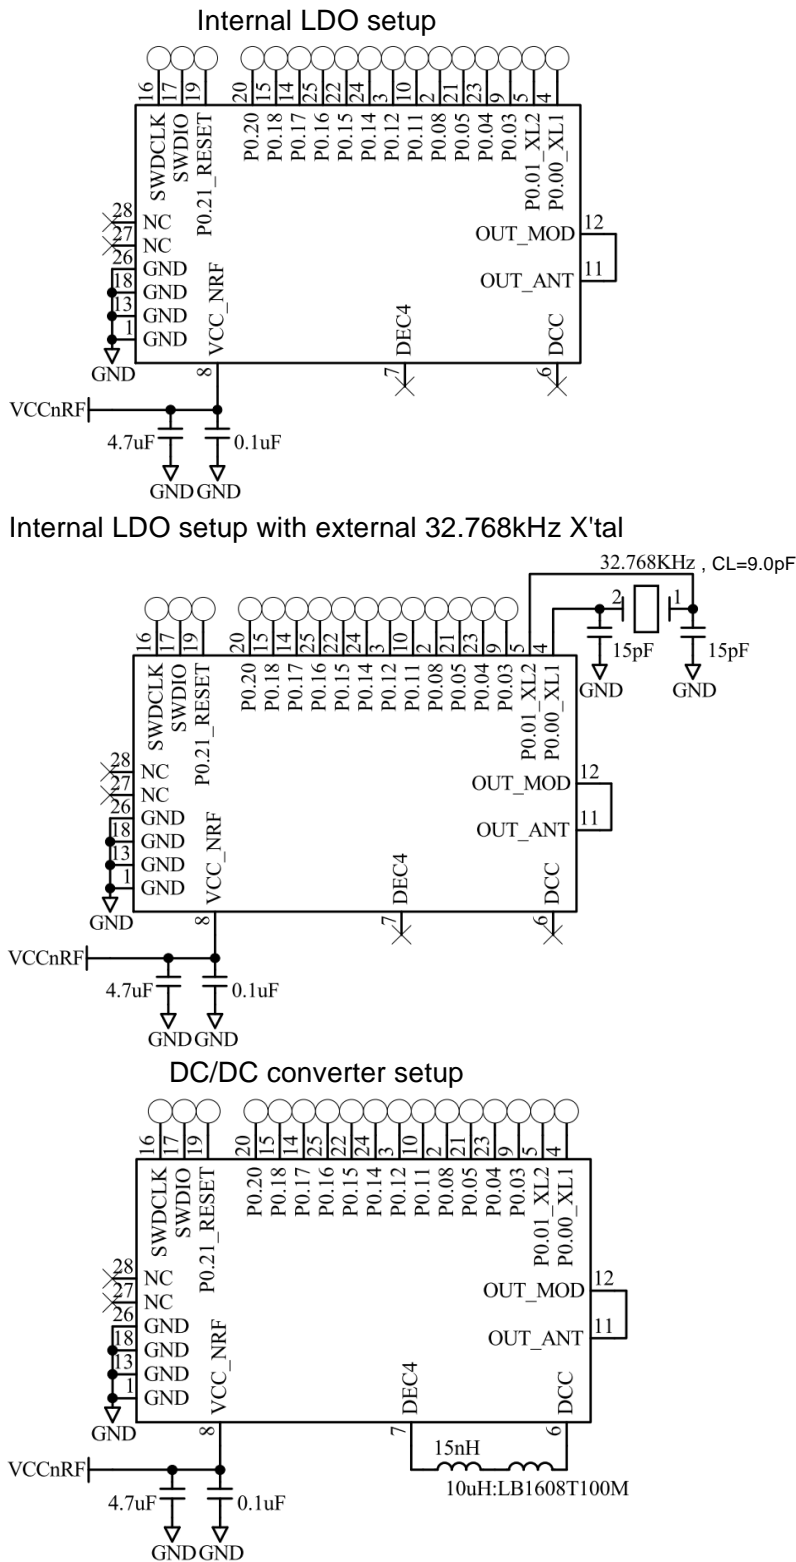 Internal LDO setup
16 17 19 20 15 14 25 16 22 24 3 10 2 21 23 9 5 4
SWDCLK SWDIO P0.21_RESET P0.20 P0.18 P0.17 P0.16 P0.15 P0.14 P0.12 P0.11 P0.08 P0.05 P0.04 P0.03 P0.01_XL2 P0.00_XL1
28 NC
27 NC
26 GND
18 GND
13 GND
1 GND
GND
OUT_MOD 12
OUT_ANT 11
VCC_NRF DEC4 DCC
8 7 6
VCCnRF
4.7uF 0.1uF
GND GND
Internal LDO setup with external 32.768kHz X'tal
32.768KHz , CL=9.0pF
2 1
15pF 15pF
GND GND
16 17 19 20 15 14 25 22 24 3 10 2 21 23 9 5 4
SWDCLK SWDIO P0.21_RESET P0.20 P0.18 P0.17 P0.16 P0.15 P0.14 P0.12 P0.11 P0.08 P0.05 P0.04 P0.03 P0.01_XL2 P0.00_XL1
28 NC
27 NC
26 GND
18 GND
13 GND
1 GND
GND
OUT_MOD 12
OUT_ANT 11
VCC_NRF DEC4 DCC
8 7 6
VCCnRF
4.7uF 0.1uF
GND GND
DC/DC converter setup
16 17 19 20 15 14 25 22 24 3 10 2 21 23 9 5 4
SWDCLK SWDIO P0.21_RESET P0.20 P0.18 P0.17 P0.16 P0.15 P0.14 P0.12 P0.11 P0.08 P0.05 P0.04 P0.03 P0.01_XL2 P0.00_XL1
28 NC
27 NC
26 GND
18 GND
13 GND
1 GND
GND
OUT_MOD 12
OUT_ANT 11
VCC_NRF DEC4 DCC
8 7 6
15nH
10uH:LB1608T100M
VCCnRF
4.7uF 0.1uF
GND GND